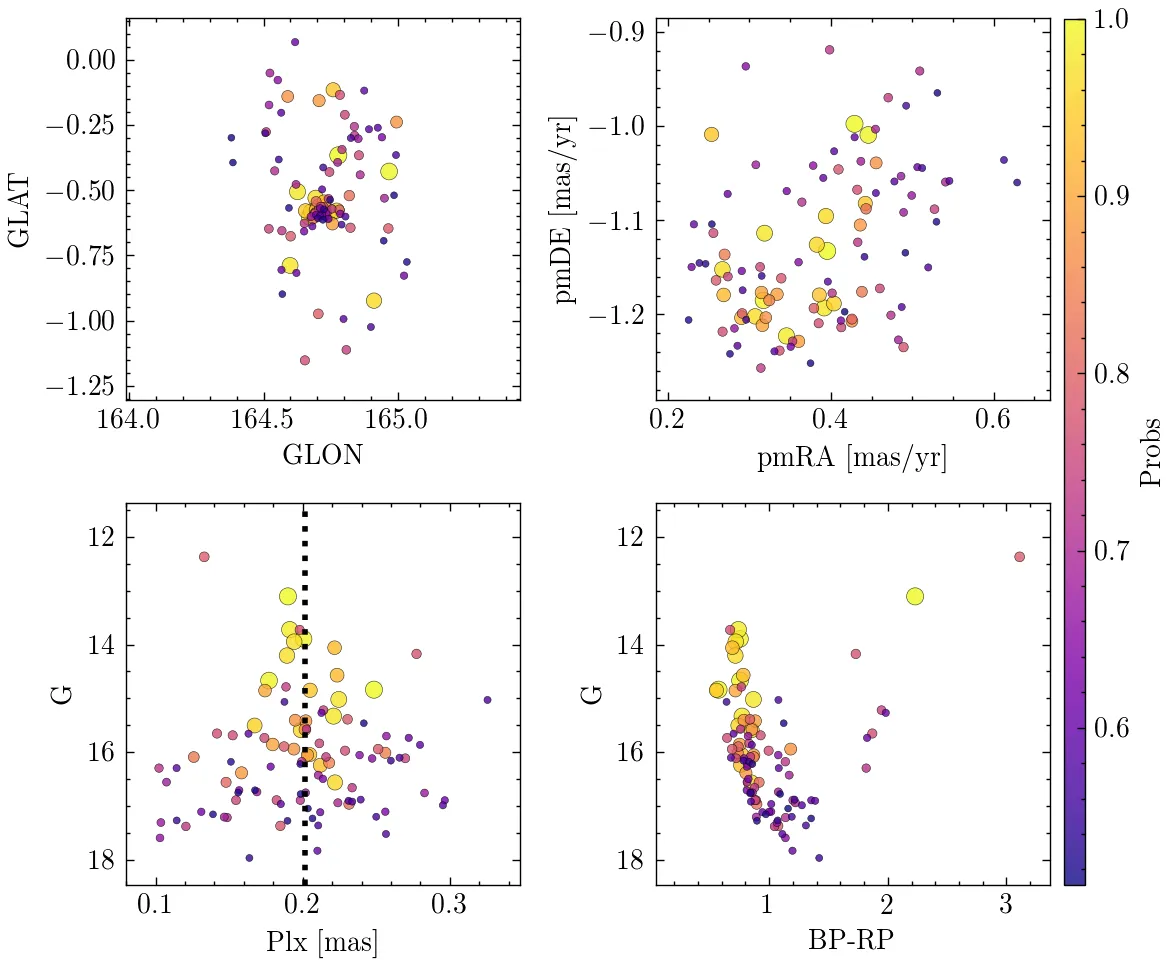 0.00
−0.25
−0.50
−0.75
−1.00
−1.25
GLAT
164.0 164.5 165.0
GLON
−0.9
−1.0
−1.1
−1.2
pmDE [mas/yr]
0.2 0.4 0.6
pmRA [mas/yr]
1.0
0.9
0.8
0.7
0.6
Probs
12
14
16
18
G
0.1 0.2 0.3
Plx [mas]
12
14
16
18
G
1 2 3
BP-RP